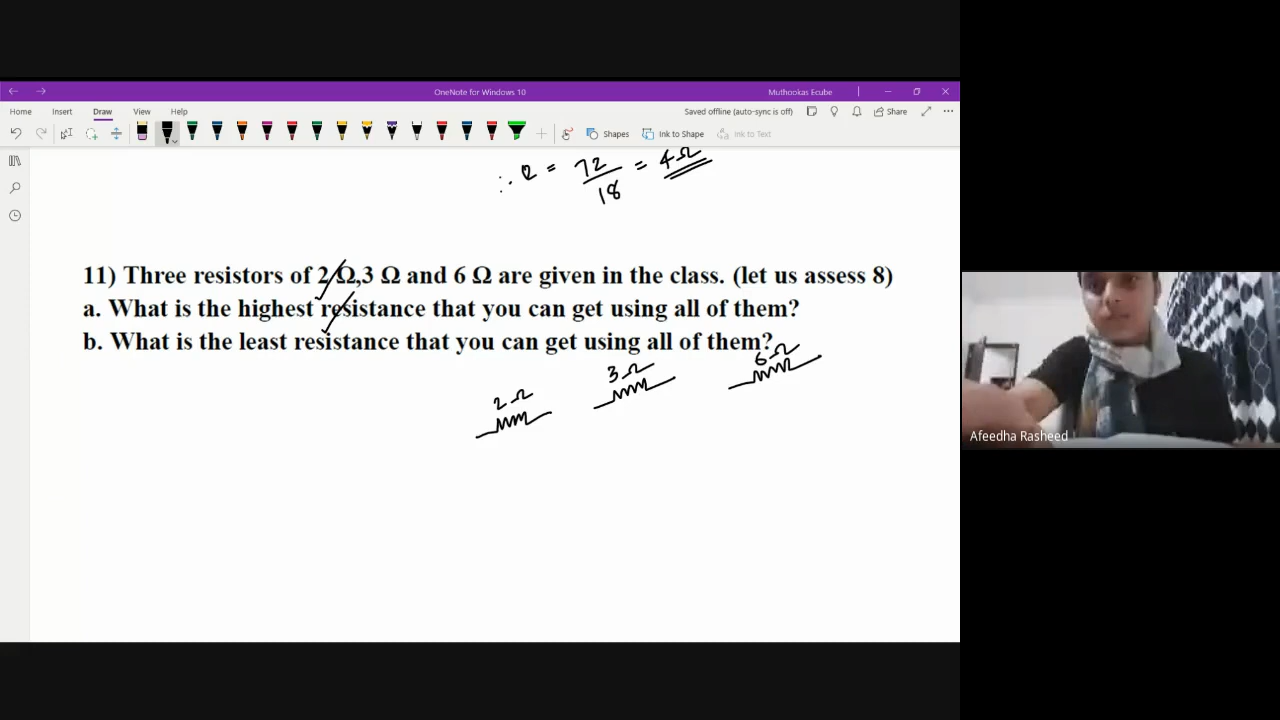 OneNote for Windows 10
Muthookas Ecube
Home Insert Draw View Help
Saved offline (auto-sync is off)
Share
Shapes
Ink to Shape
Ink to Text
∴ R = 72/18 = 4Ω
11) Three resistors of 2 Ω,3 Ω and 6 Ω are given in the class. (let us assess 8)
a. What is the highest resistance that you can get using all of them?
b. What is the least resistance that you can get using all of them?
2Ω 3Ω 6Ω
Afeedha Rasheed